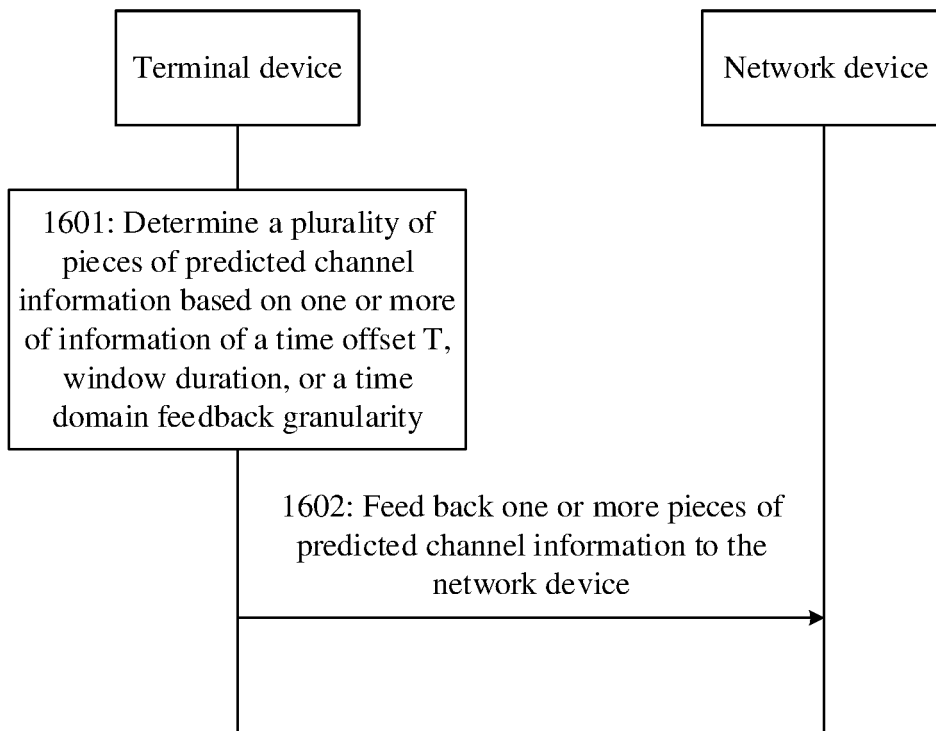 Terminal device
Network device
1601: Determine a plurality of
pieces of predicted channel
information based on one or more
of information of a time offset T,
window duration, or a time
domain feedback granularity
1602: Feed back one or more pieces of
predicted channel information to the
network device